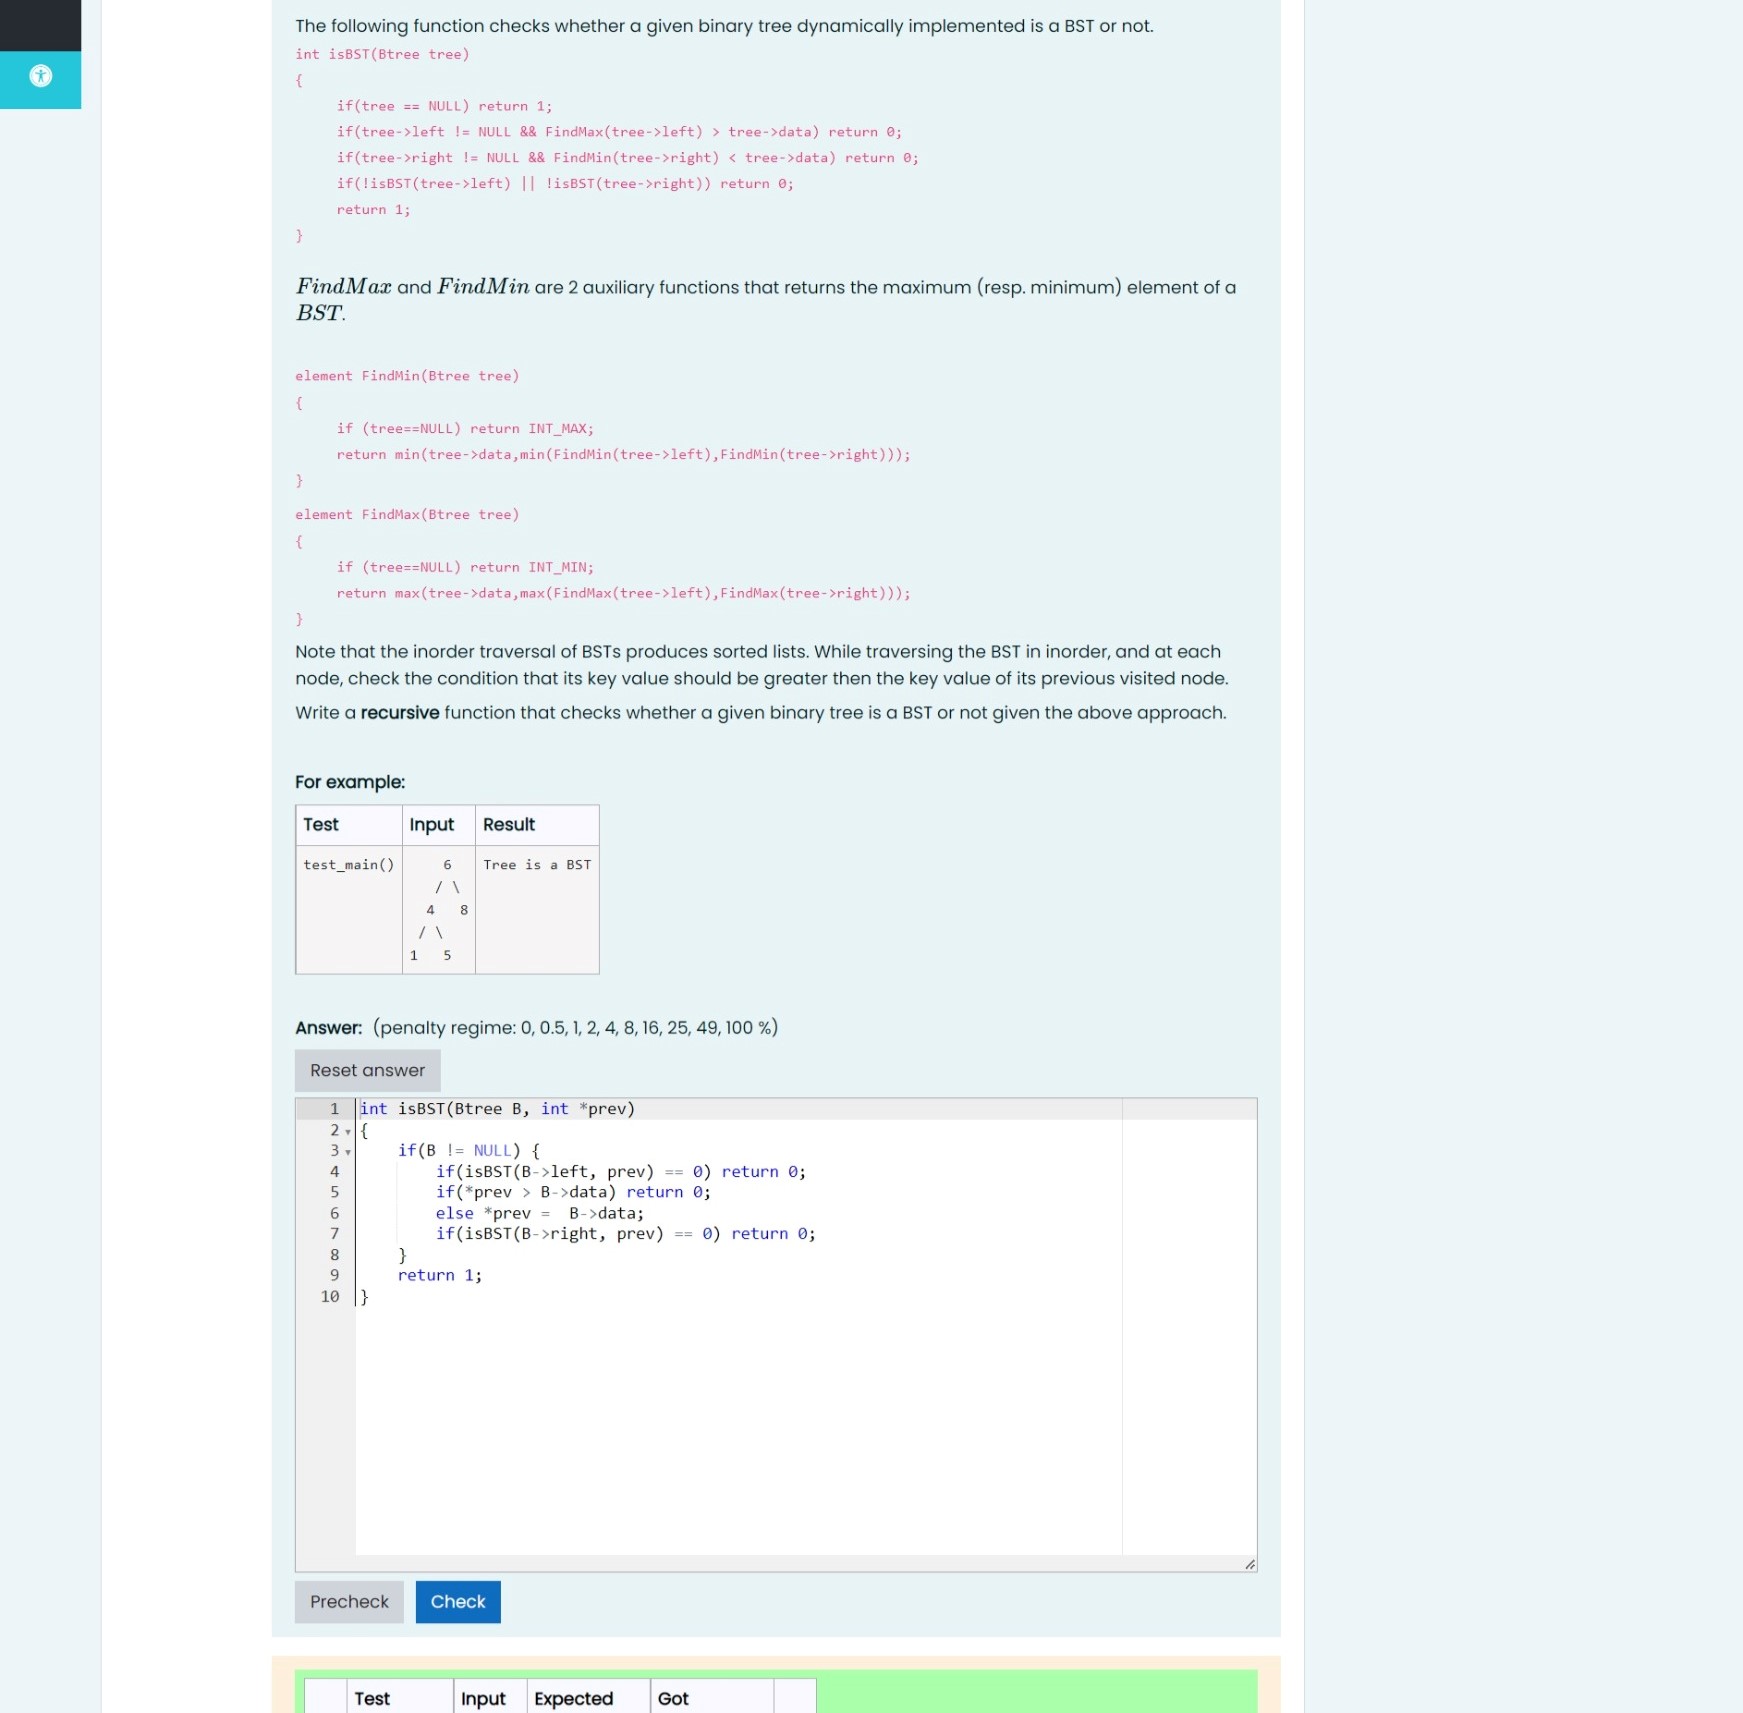 The following function checks whether a given binary tree dynamically implemented is a BST or not.
int isBST(Btree tree)
{
if(tree == NULL) return 1;
if(tree->left != NULL && FindMax(tree->left) > tree->data) return 0;
if(tree->right != NULL && FindMin(tree->right) < tree->data) return 0;
if(!isBST(tree->left) || !isBST(tree->right)) return 0;
return 1;
}
FindMax and FindMin are 2 auxiliary functions that returns the maximum (resp. minimum) element of a
BST.
element FindMin(Btree tree)
{
if (tree==NULL) return INT_MAX;
return min(tree->data,min(FindMin(tree->left),FindMin(tree->right)));
}
element FindMax(Btree tree)
{
if (tree==NULL) return INT_MIN;
return max(tree->data,max(FindMax(tree->left),FindMax(tree->right)));
}
Note that the inorder traversal of BSTs produces sorted lists. While traversing the BST in inorder, and at each
node, check the condition that its key value should be greater then the key value of its previous visited node.
Write a recursive function that checks whether a given binary tree is a BST or not given the above approach.
For example:
Test Input Result
test_main() 6 Tree is a BST
/ \
4 8
/ \
1 5
Answer: (penalty regime: 0, 0.5, 1, 2, 4, 8, 16, 25, 49, 100 %)
Reset answer
1 int isBST(Btree B, int *prev)
2 {
3 if(B != NULL) {
4 if(isBST(B->left, prev) == 0) return 0;
5 if(*prev > B->data) return 0;
6 else *prev = B->data;
7 if(isBST(B->right, prev) == 0) return 0;
8 }
9 return 1;
10 }
Precheck Check
Test Input Expected Got